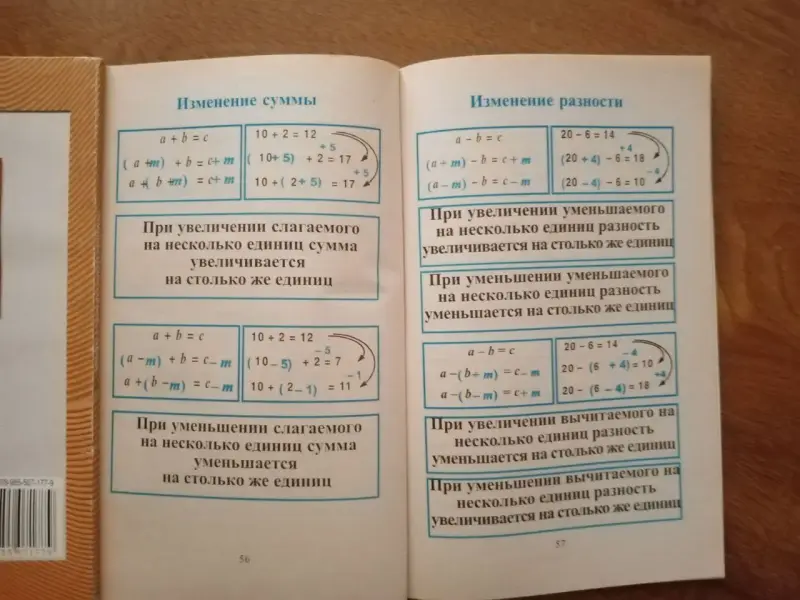 Изменение суммы
a + b = c
(a+m) + b = c+m
a+(b+m) = c+m
10 + 2 = 12
+ 5
(10+ 5) + 2 = 17
+ 5
10 + (2+ 5) = 17
При увеличении слагаемого
на несколько единиц сумма
увеличивается
на столько же единиц
a + b = c
(a-m) + b = c-m
a+(b-m) = c-m
10 + 2 = 12
- 5
(10-5) + 2 = 7
- 1
10 + (2-1) = 11
При уменьшении слагаемого
на несколько единиц сумма
уменьшается
на столько же единиц
56
Изменение разности
a - b = c
(a+m) - b = c+m
(a-m) - b = c-m
20 - 6 = 14
+4
(20 +4) - 6 = 18
-4
(20 -4) - 6 = 10
При увеличении уменьшаемого
на несколько единиц разность
увеличивается на столько же единиц
При уменьшении уменьшаемого
на несколько единиц разность
уменьшается на столько же единиц
a - b = c
a-(b+m) = c-m
a-(b-m) = c+m
20 - 6 = 14
-4
20 - (6 +4) = 10
+4
20 - (6 -4) = 18
При увеличении вычитаемого на
несколько единиц разность
уменьшается на столько же единиц
При уменьшении вычитаемого на
несколько единиц разность
увеличивается на столько же единиц
57